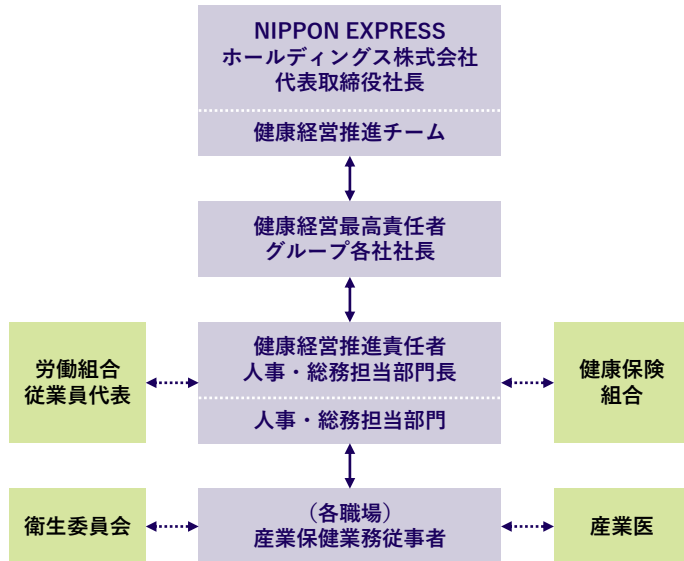 NIPPON EXPRESS
ホールディングス株式会社
代表取締役社長
健康経営推進チーム
健康経営最高責任者
グループ各社社長
労働組合
従業員代表
健康経営推進責任者
人事・総務担当部門長
人事・総務担当部門
健康保険
組合
衛生委員会
（各職場）
産業保健業務従事者
産業医